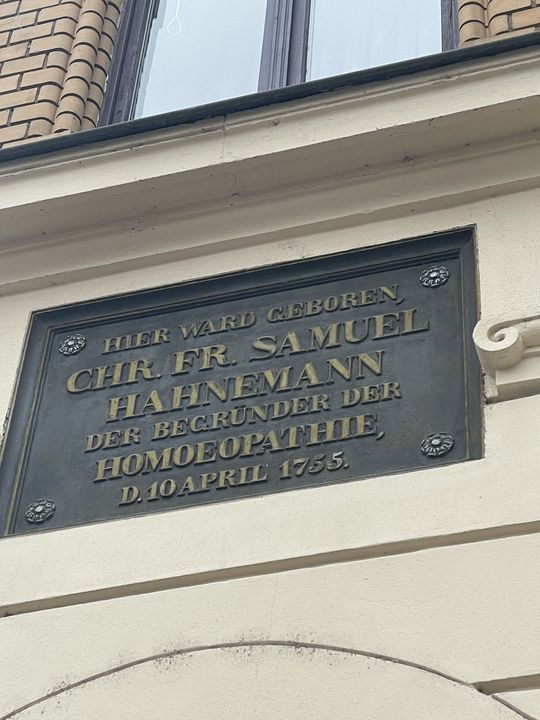 HIER WARD GEBOREN,
CHR. FR. SAMUEL
HAHNEMANN
DER BEGRÜNDER DER
HOMOEOPATHIE,
D. 10 APRIL 1755.